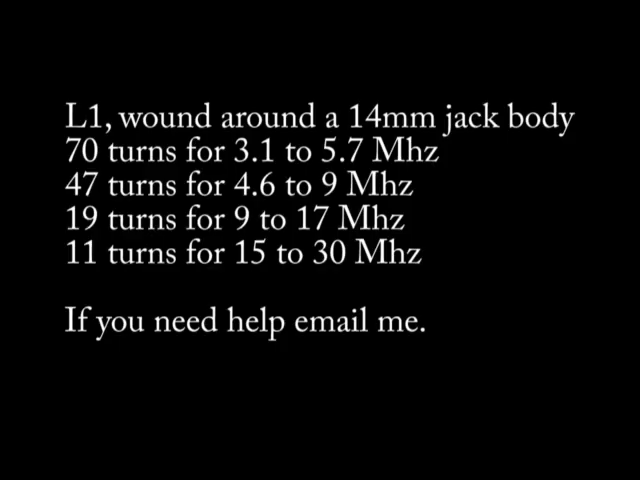 L1, wound around a 14mm jack body
70 turns for 3.1 to 5.7 Mhz
47 turns for 4.6 to 9 Mhz
19 turns for 9 to 17 Mhz
11 turns for 15 to 30 Mhz
If you need help email me.